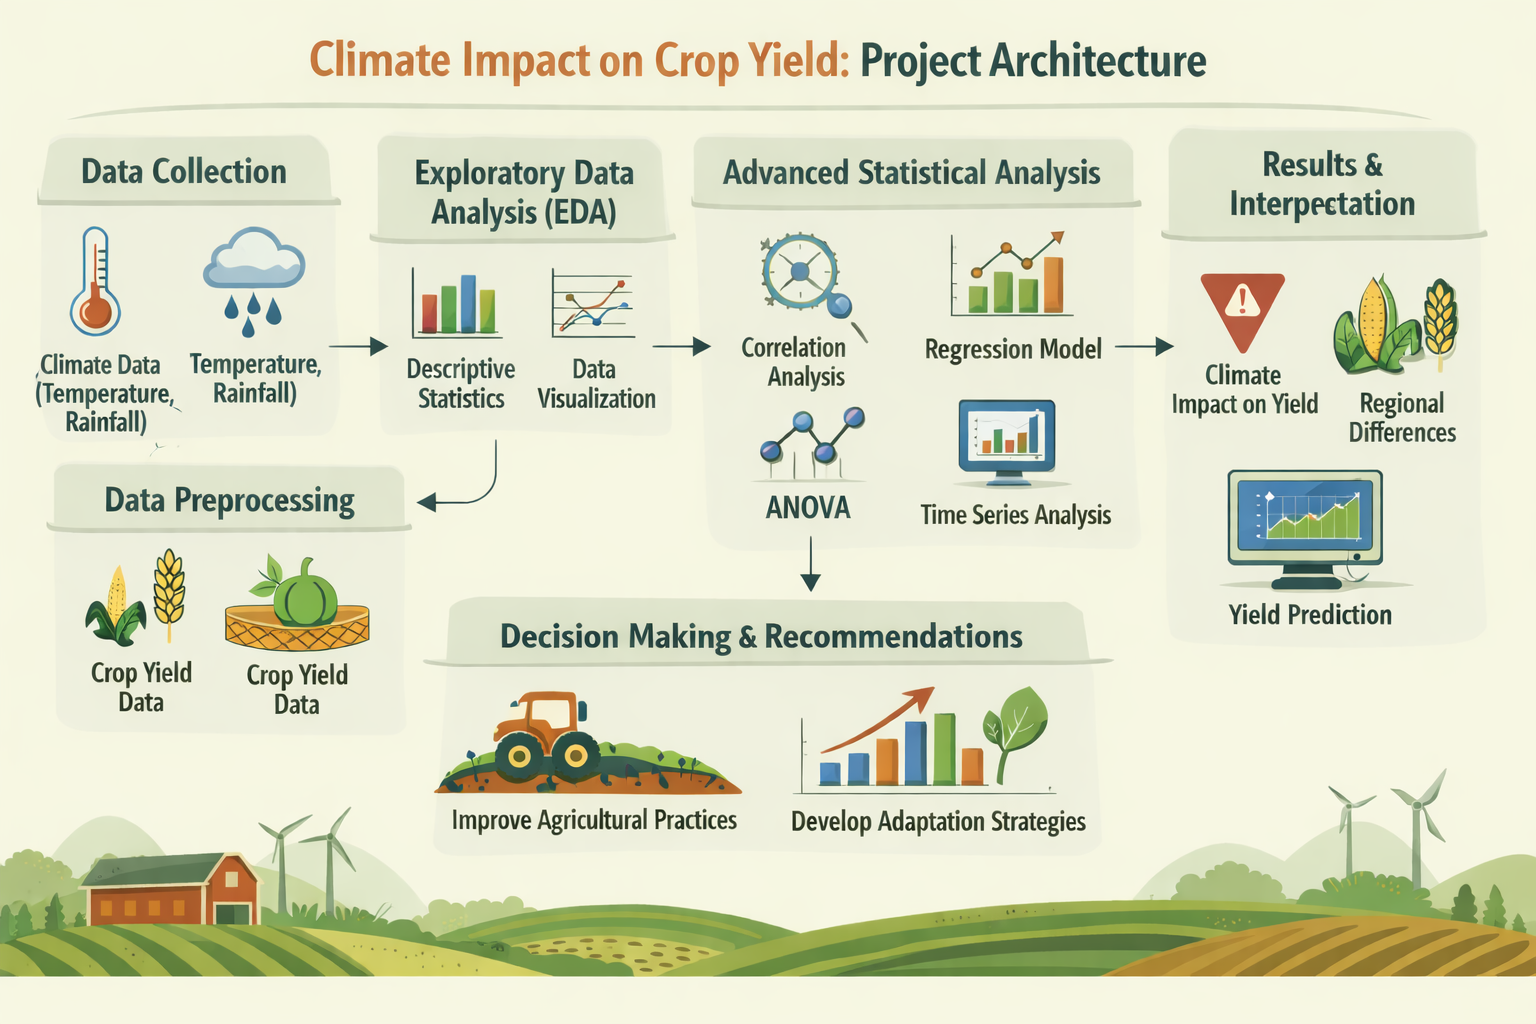 Climate Impact on Crop Yield: Project Architecture
Data Collection
Climate Data
(Temperature,
Rainfall)
Temperature,
Rainfall)
Exploratory Data
Analysis (EDA)
Descriptive
Statistics
Data
Visualization
Advanced Statistical Analysis
Correlation
Analysis
Regression Model
ANOVA
Time Series Analysis
Results &
Interpcetation
Climate
Impact on Yield
Regional
Differences
Yield Prediction
Data Preprocessing
Crop Yield
Data
Crop Yield
Data
Decision Making & Recommendations
Improve Agricultural Practices
Develop Adaptation Strategies